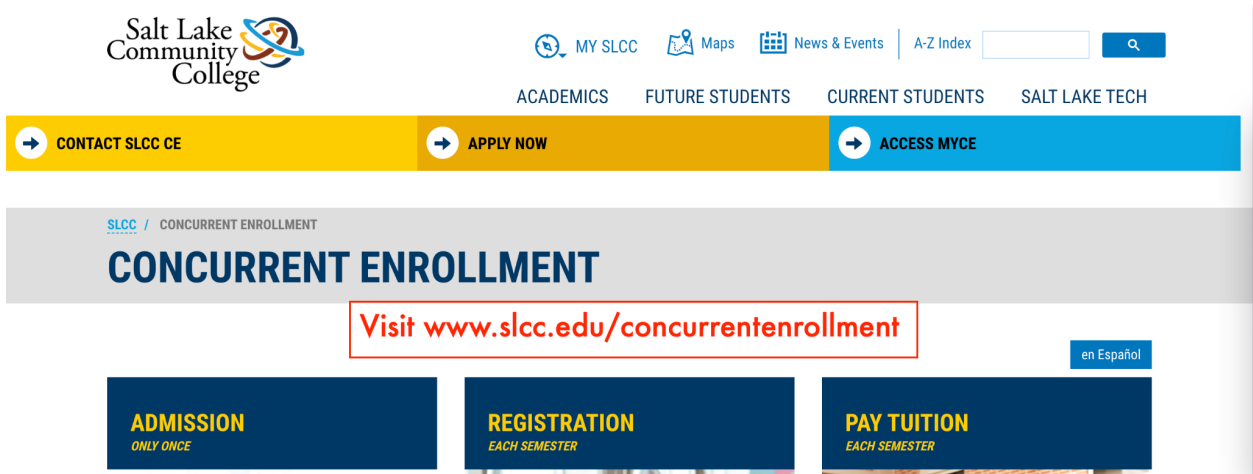 Salt Lake
Community
College
MY SLCC
Maps
News & Events
A-Z Index
ACADEMICS
FUTURE STUDENTS
CURRENT STUDENTS
SALT LAKE TECH
CONTACT SLCC CE
APPLY NOW
ACCESS MYCE
SLCC / CONCURRENT ENROLLMENT
CONCURRENT ENROLLMENT
Visit www.slcc.edu/concurrentenrollment
en Español
ADMISSION
ONLY ONCE
REGISTRATION
EACH SEMESTER
PAY TUITION
EACH SEMESTER